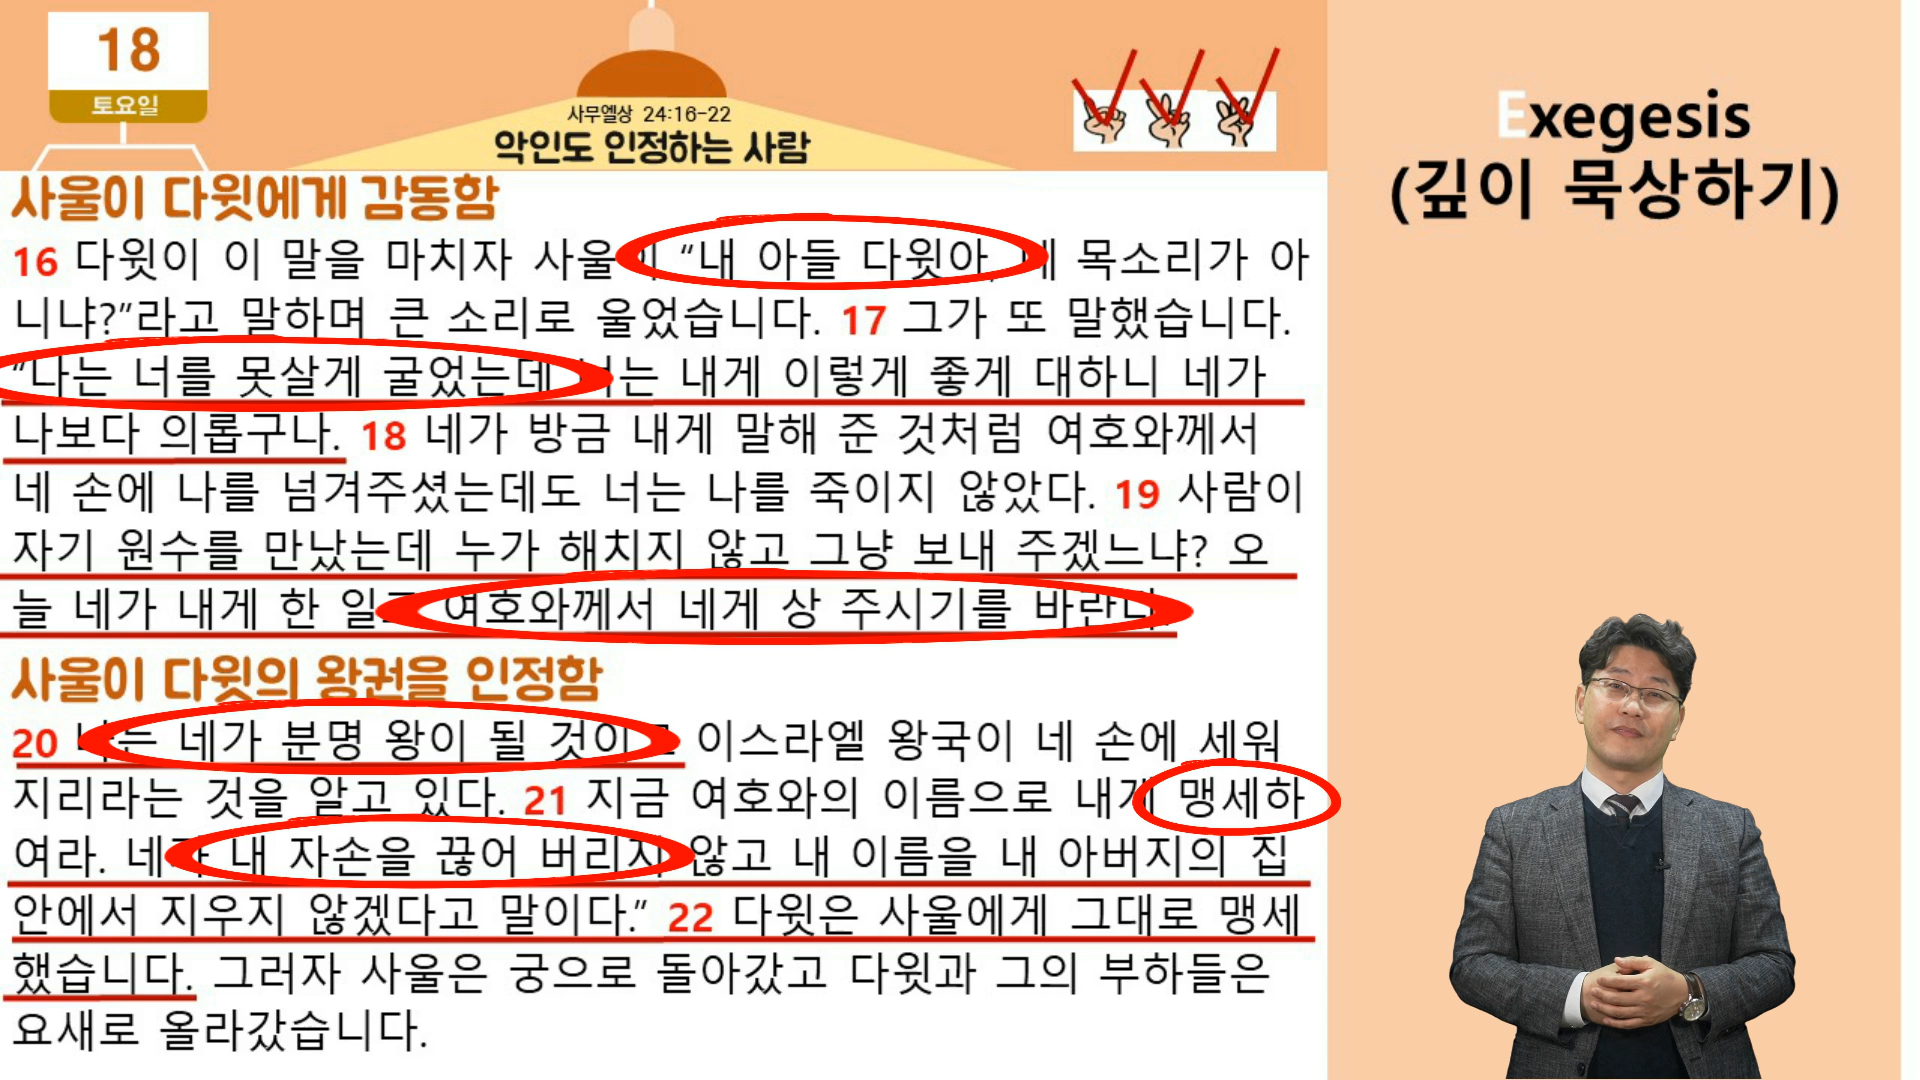 18
토요일
사무엘상 24:16-22
악인도 인정하는 사람
Exegesis
(깊이 묵상하기)
사울이 다윗에게 감동함
16 다윗이 이 말을 마치자 사울이 “내 아들 다윗아, 네 목소리가 아
니냐?”라고 말하며 큰 소리로 울었습니다. 17 그가 또 말했습니다.
“나는 너를 못살게 굴었는데 너는 내게 이렇게 좋게 대하니 네가
나보다 의롭구나. 18 네가 방금 내게 말해 준 것처럼 여호와께서
네 손에 나를 넘겨주셨는데도 너는 나를 죽이지 않았다. 19 사람이
자기 원수를 만났는데 누가 해치지 않고 그냥 보내 주겠느냐? 오
늘 네가 내게 한 일로 여호와께서 네게 상 주시기를 바란다.
사울이 다윗의 왕권을 인정함
20 나는 네가 분명 왕이 될 것이고 이스라엘 왕국이 네 손에 세워
지리라는 것을 알고 있다. 21 지금 여호와의 이름으로 내게 맹세하
여라. 네가 내 자손을 끊어 버리지 않고 내 이름을 내 아버지의 집
안에서 지우지 않겠다고 말이다.” 22 다윗은 사울에게 그대로 맹세
했습니다. 그러자 사울은 궁으로 돌아갔고 다윗과 그의 부하들은
요새로 올라갔습니다.